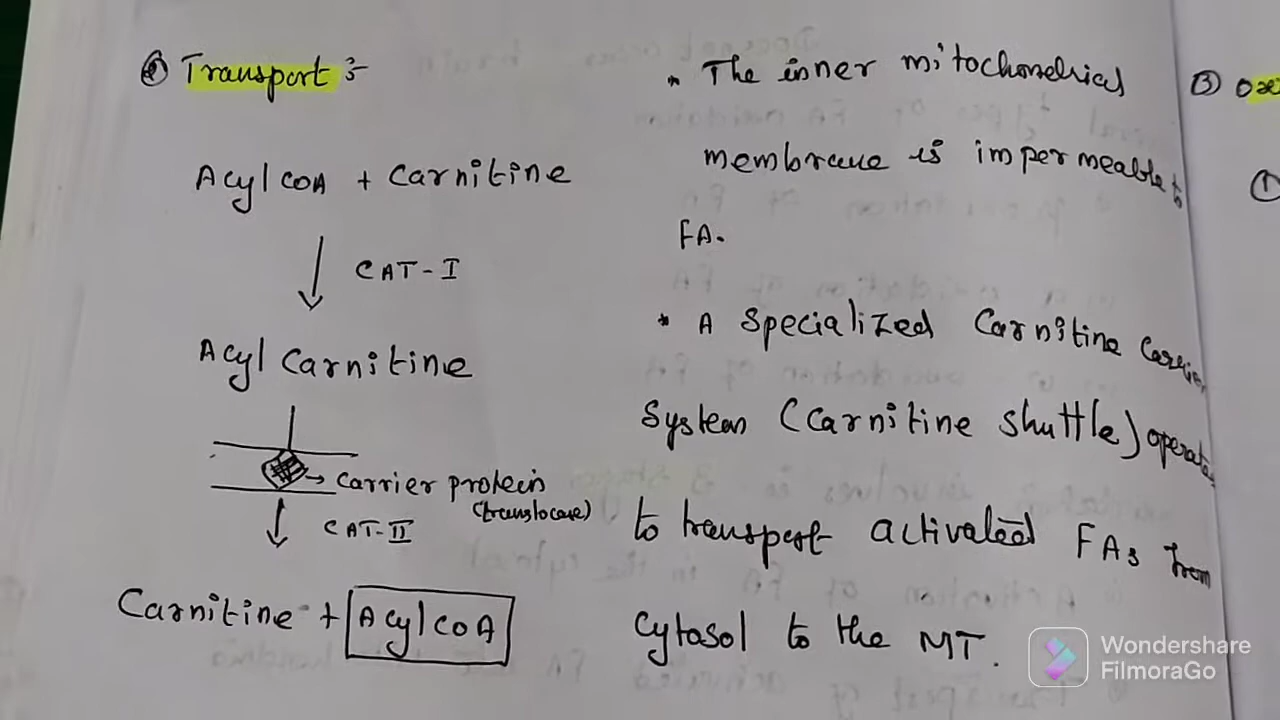 ② Transport :-
Acyl CoA + Carnitine
CAT-I
Acyl Carnitine
→ Carrier protein
(translocase)
CAT-II
Carnitine + Acyl CoA
* The inner mitochondrial
membrane is impermeable to
FA.
* A Specialized Carnitine Carrier
System (Carnitine shuttle) operates
to transport activated FAs from
Cytosol to the MT.
③
①
Wondershare
FilmoraGo